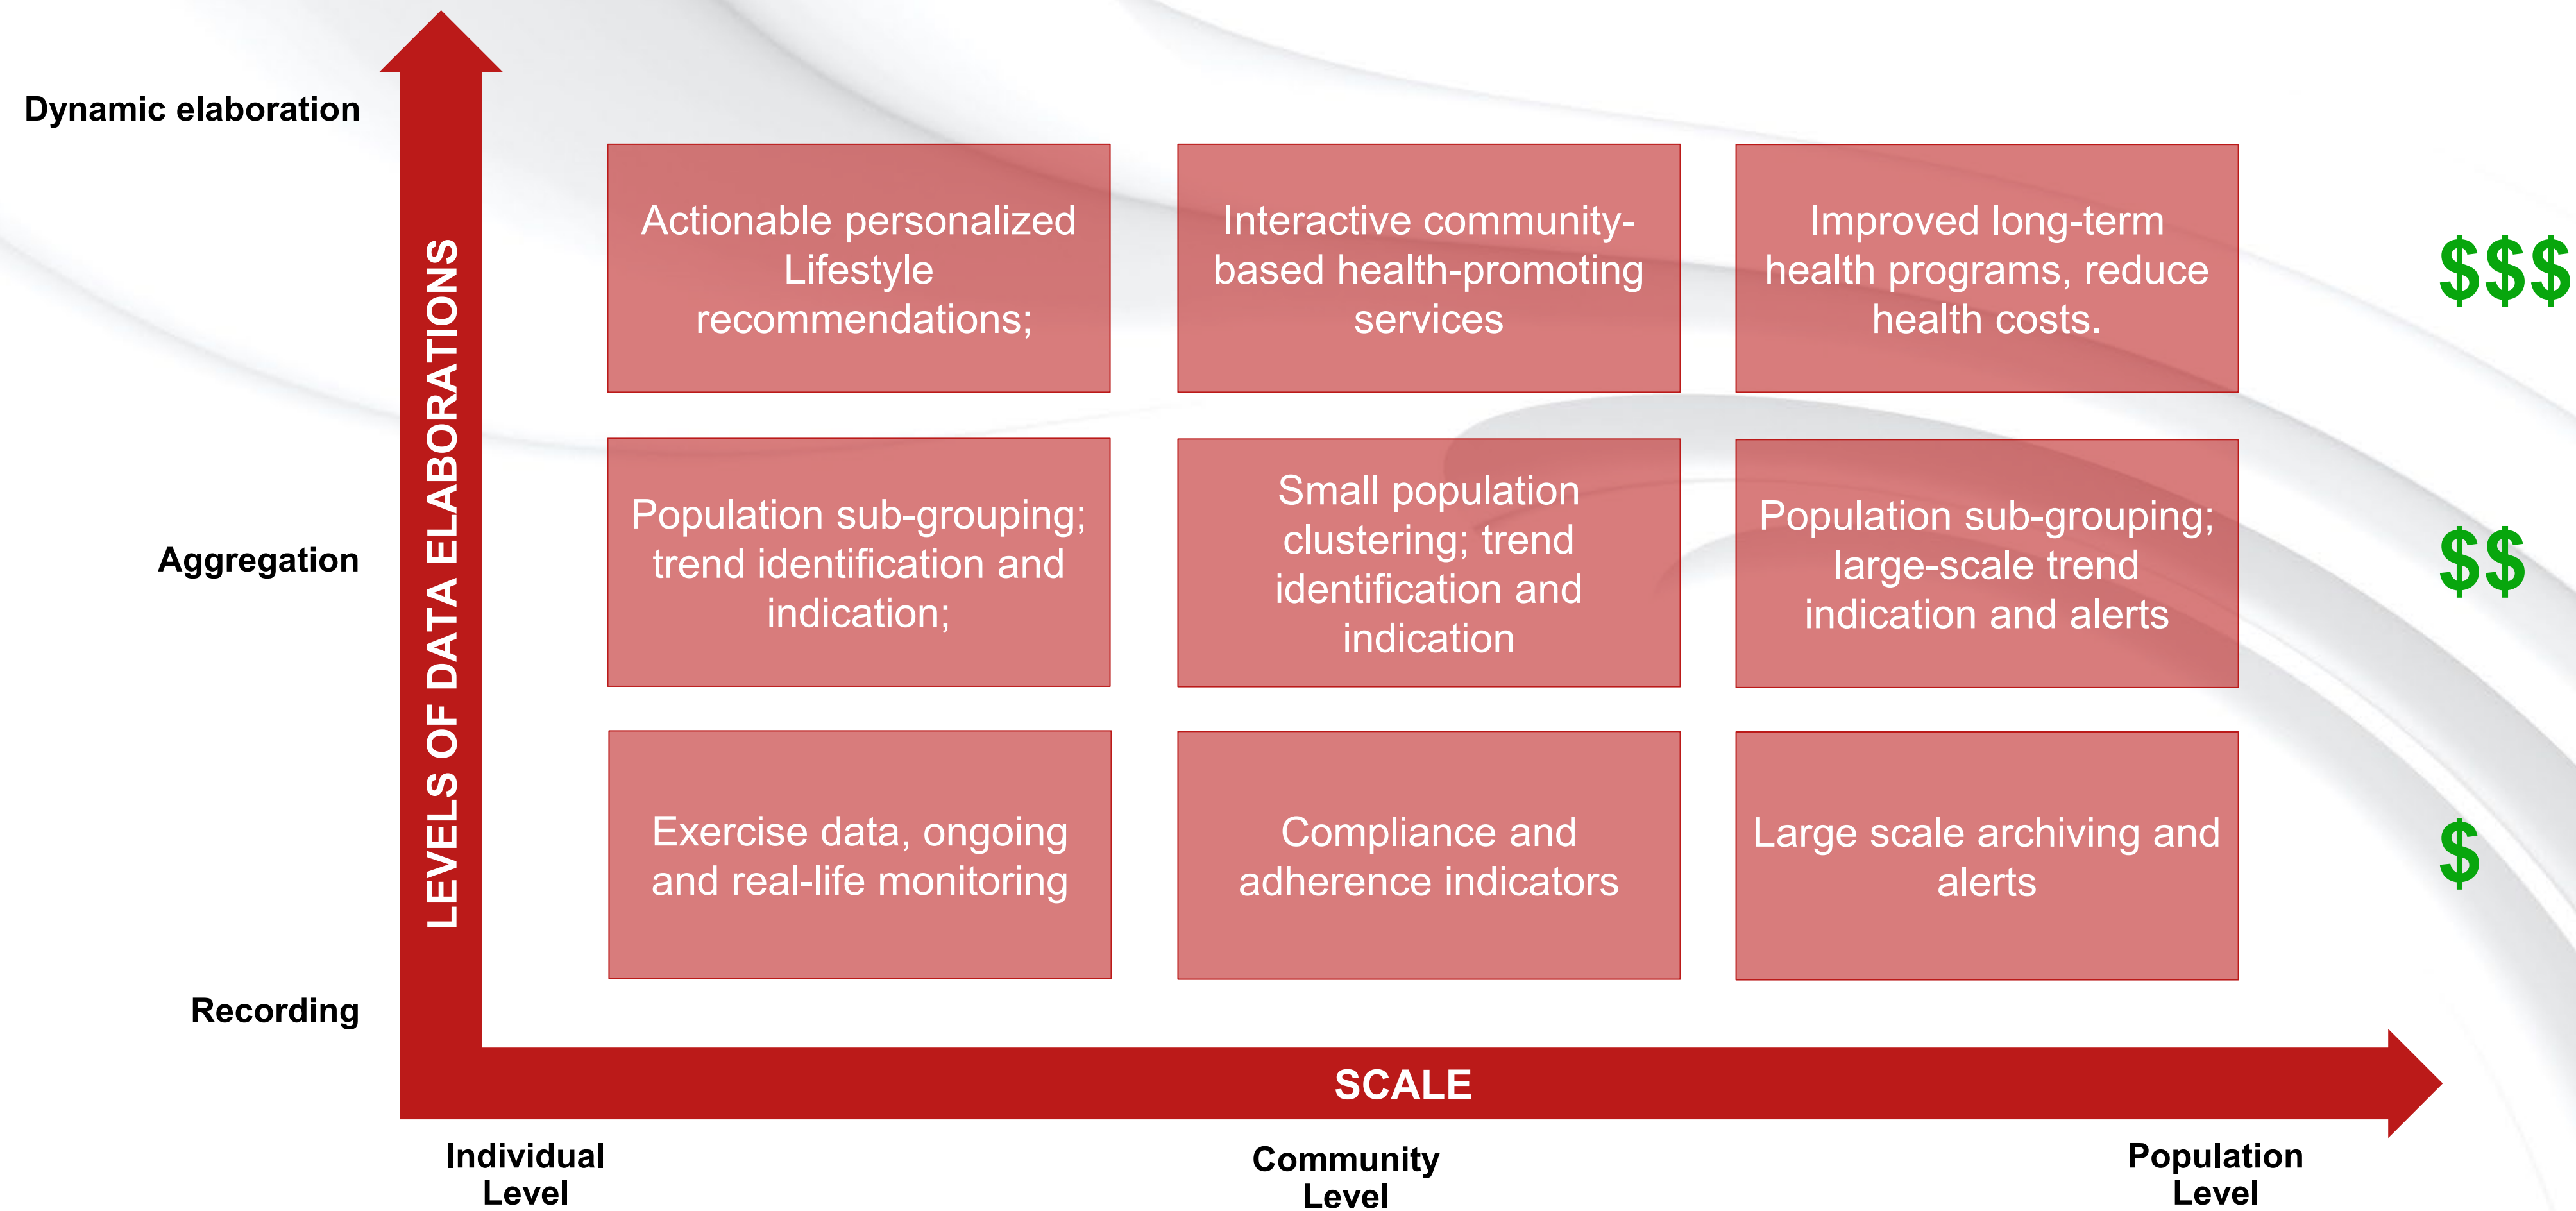 Dynamic elaboration
Actionable personalized
Lifestyle
recommendations;
Interactive community-
based health-promoting
services
Improved long-term
health programs, reduce
health costs.
$$$
LEVELS OF DATA ELABORATIONS
Aggregation
Population sub-grouping;
trend identification and
indication;
Small population
clustering; trend
identification and
indication
Population sub-grouping;
large-scale trend
indication and alerts
$$
Exercise data, ongoing
and real-life monitoring
Compliance and
adherence indicators
Large scale archiving and
alerts
$
Recording
SCALE
Individual
Level
Community
Level
Population
Level